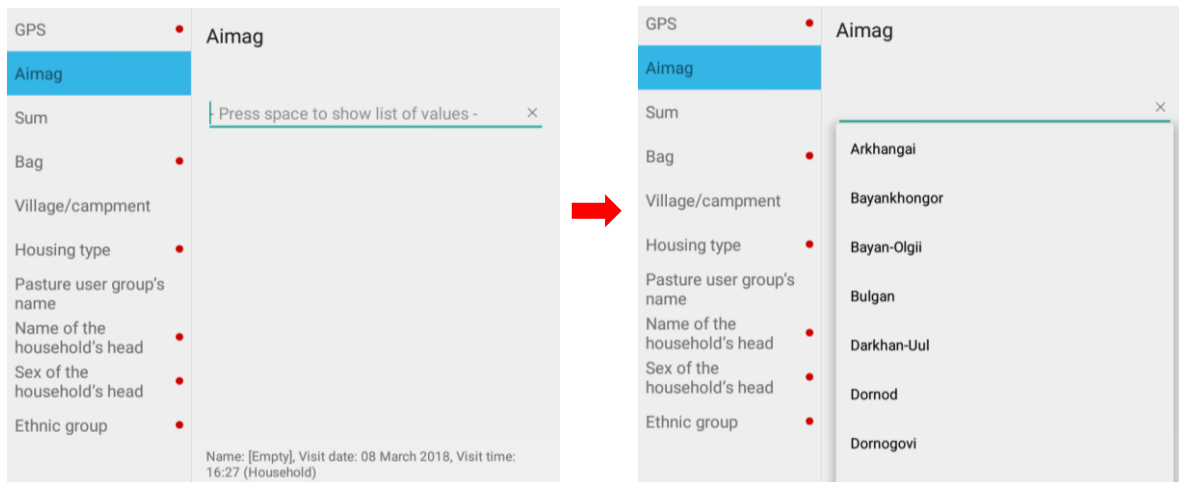 GPS
Aimag
Sum
Bag
Village/campment
Housing type
Pasture user group's
name
Name of the
household's head
Sex of the
household's head
Ethnic group
Aimag
- Press space to show list of values -
Name: [Empty], Visit date: 08 March 2018, Visit time:
16:27 (Household)
GPS
Aimag
Sum
Bag
Village/campment
Housing type
Pasture user group's
name
Name of the
household's head
Sex of the
household's head
Ethnic group
Aimag
Arkhangai
Bayankhongor
Bayan-Olgii
Bulgan
Darkhan-Uul
Dornod
Dornogovi